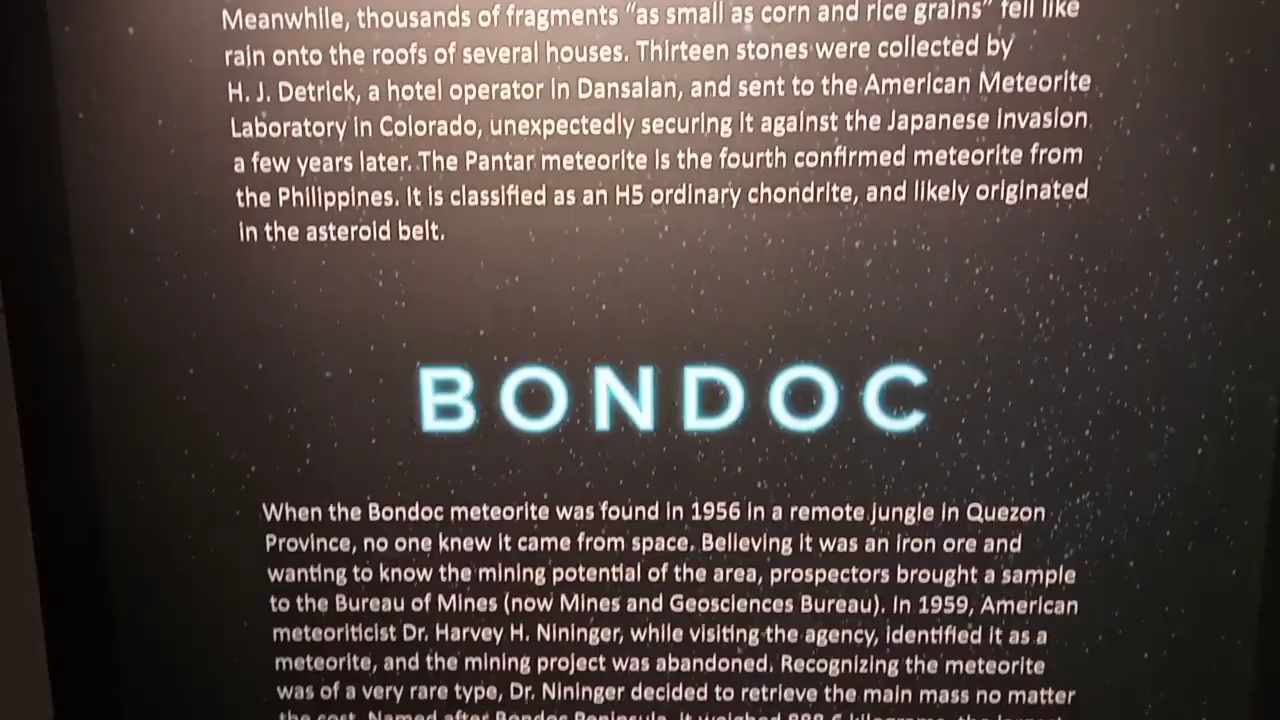 Meanwhile, thousands of fragments “as small as corn and rice grains” fell like
rain onto the roofs of several houses. Thirteen stones were collected by
H. J. Detrick, a hotel operator in Dansalan, and sent to the American Meteorite
Laboratory in Colorado, unexpectedly securing it against the Japanese invasion
a few years later. The Pantar meteorite is the fourth confirmed meteorite from
the Philippines. It is classified as an H5 ordinary chondrite, and likely originated
in the asteroid belt.
BONDOC
When the Bondoc meteorite was found in 1956 in a remote jungle in Quezon
Province, no one knew it came from space. Believing it was an iron ore and
wanting to know the mining potential of the area, prospectors brought a sample
to the Bureau of Mines (now Mines and Geosciences Bureau). In 1959, American
meteoriticist Dr. Harvey H. Nininger, while visiting the agency, identified it as a
meteorite, and the mining project was abandoned. Recognizing the meteorite
was of a very rare type, Dr. Nininger decided to retrieve the main mass no matter
the cost. Named after Bondoc Peninsula, it weighed